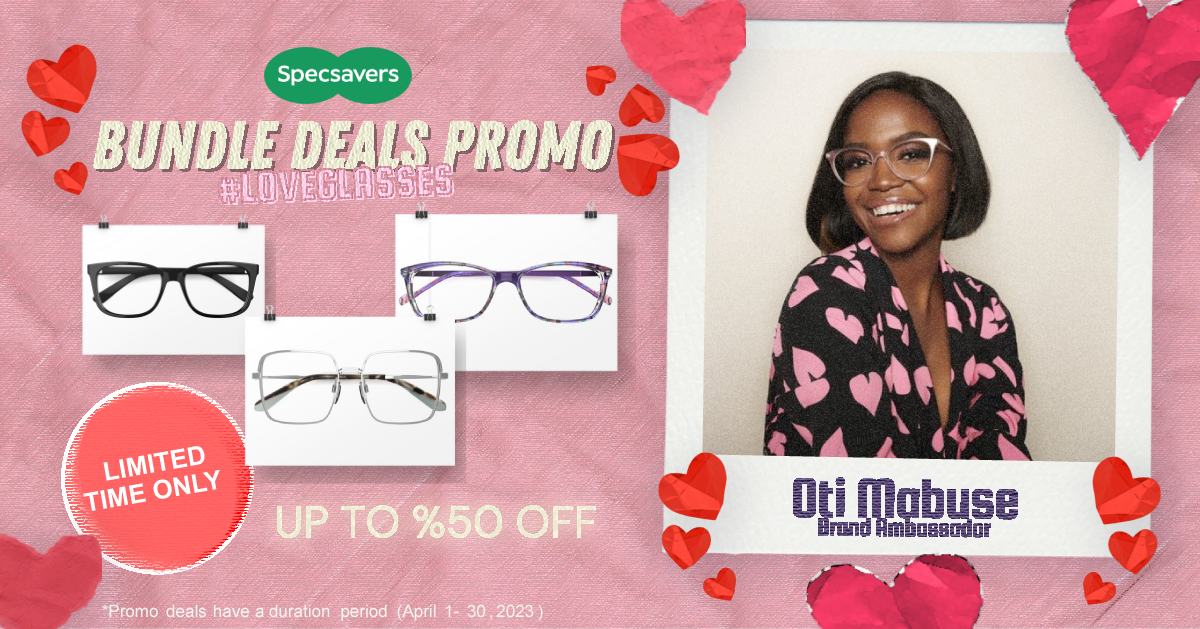 Specsavers
BUNDLE DEALS PROMO
#LOVEGLASSES
LIMITED
TIME ONLY
UP TO %50 OFF
*Promo deals have a duration period (April 1- 30, 2023 )
Oti Mabuse
Brand Ambassador